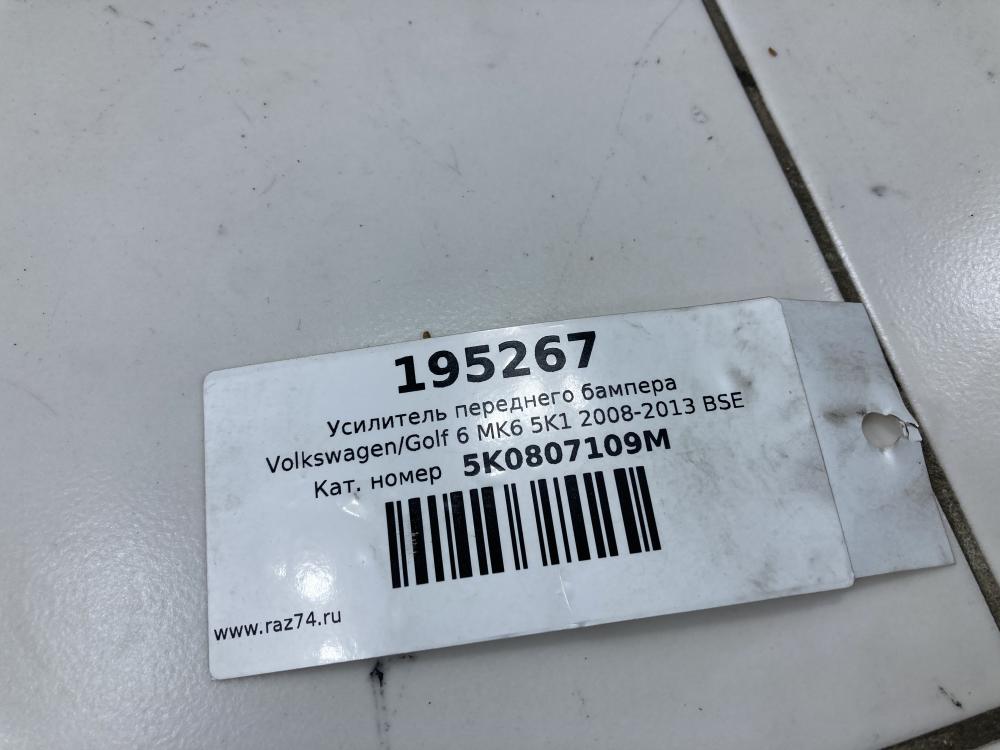 195267
Усилитель переднего бампера
Volkswagen/Golf 6 MK6 5K1 2008-2013 BSE
Кат. номер 5K0807109M
www.raz74.ru